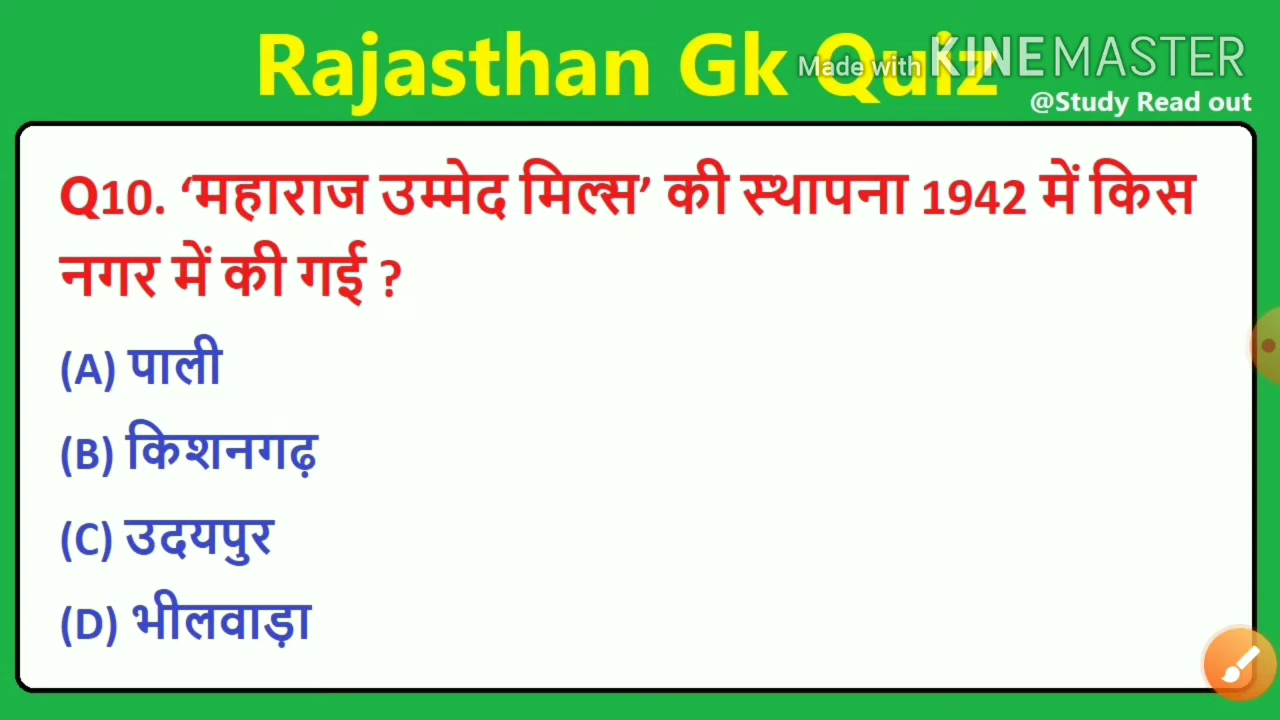 Rajasthan Gk Quiz
Made with KINEMASTER
@Study Read out
Q10. ‘महाराज उम्मेद मिल्स’ की स्थापना 1942 में किस
नगर में की गई ?
(A) पाली
(B) किशनगढ़
(C) उदयपुर
(D) भीलवाड़ा